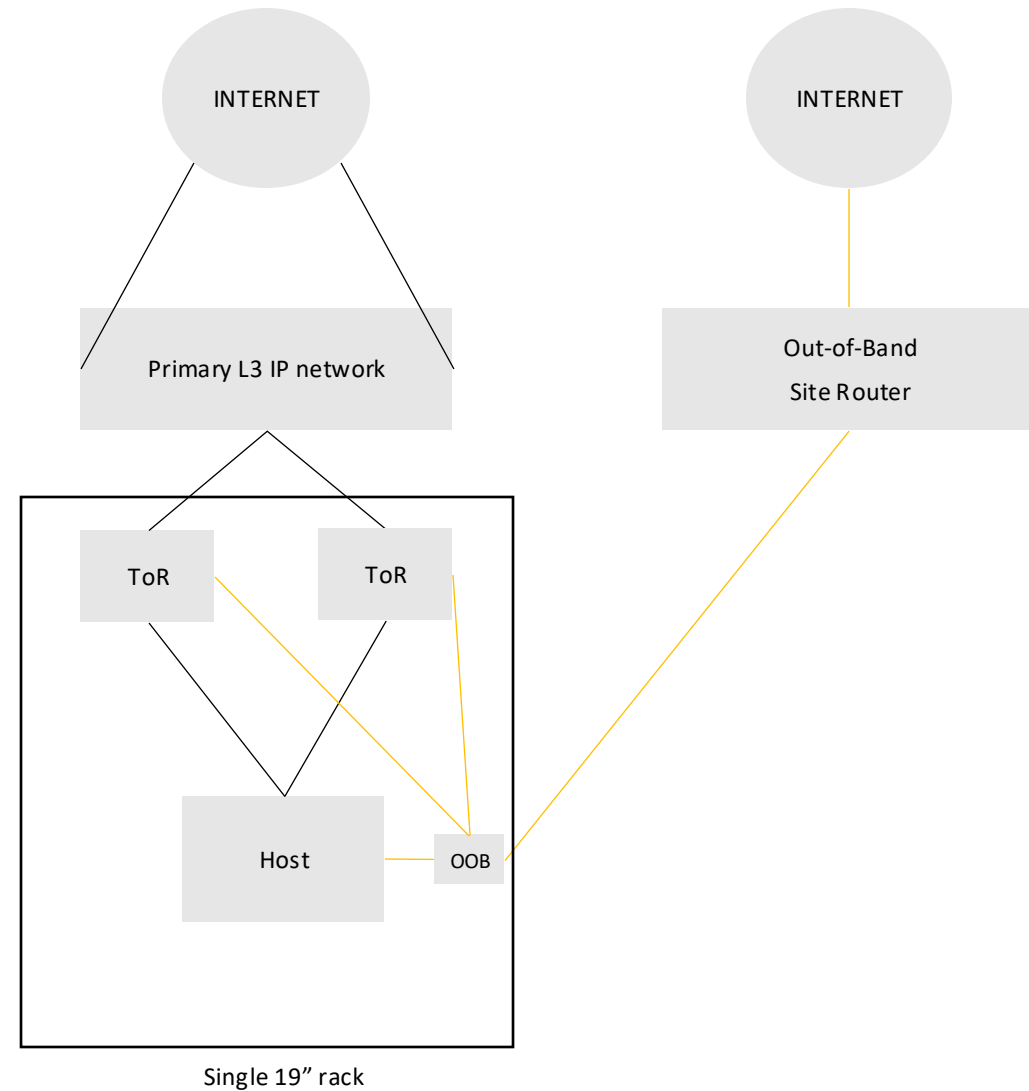 INTERNET
INTERNET
Primary L3 IP network
Out-of-Band
Site Router
ToR
ToR
Host
OOB
Single 19” rack